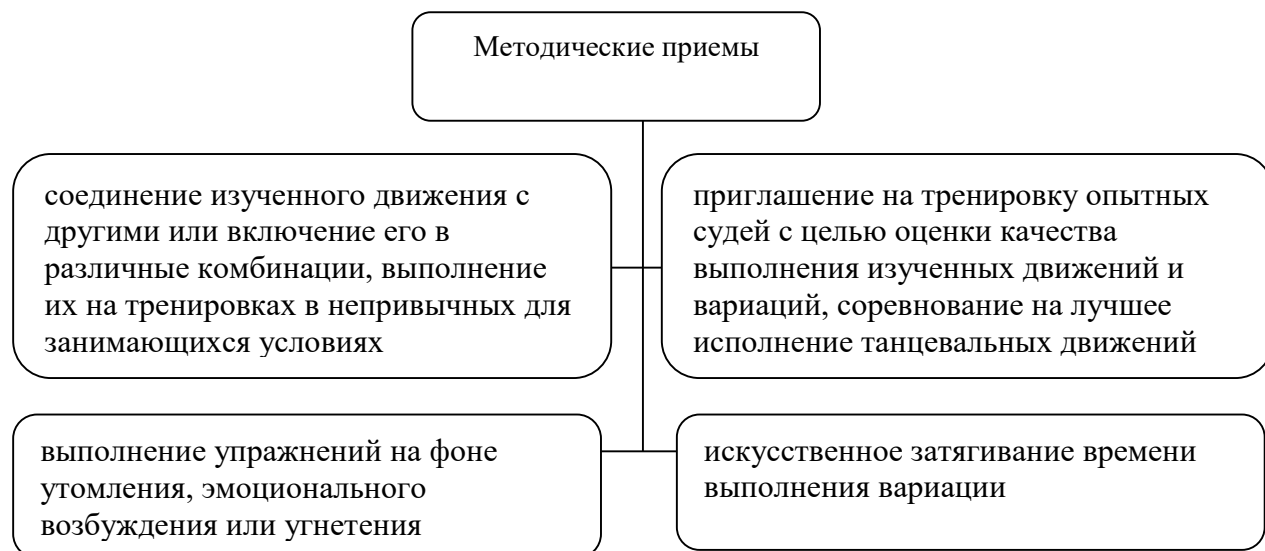 Методические приемы
соединение изученного движения с
другими или включение его в
различные комбинации, выполнение
их на тренировках в непривычных для
занимающихся условиях
приглашение на тренировку опытных
судей с целью оценки качества
выполнения изученных движений и
вариаций, соревнование на лучшее
исполнение танцевальных движений
выполнение упражнений на фоне
утомления, эмоционального
возбуждения или угнетения
искусственное затягивание времени
выполнения вариации